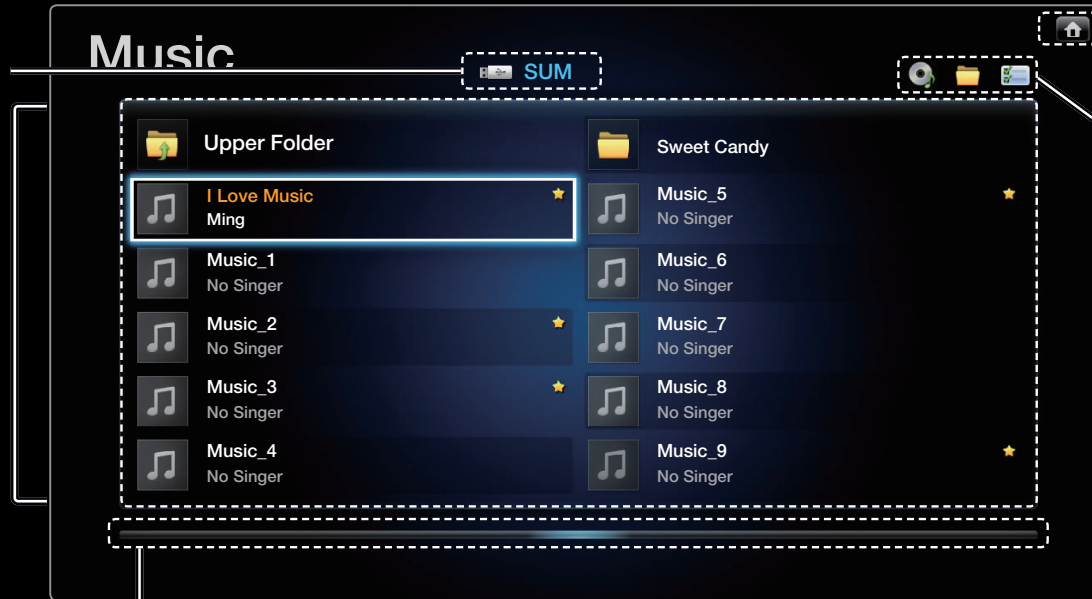 Music
SUM
Upper Folder
I Love Music
Ming
Music_1
No Singer
Music_2
No Singer
Music_3
No Singer
Music_4
No Singer
Sweet Candy
Music_5
No Singer
Music_6
No Singer
Music_7
No Singer
Music_8
No Singer
Music_9
No Singer